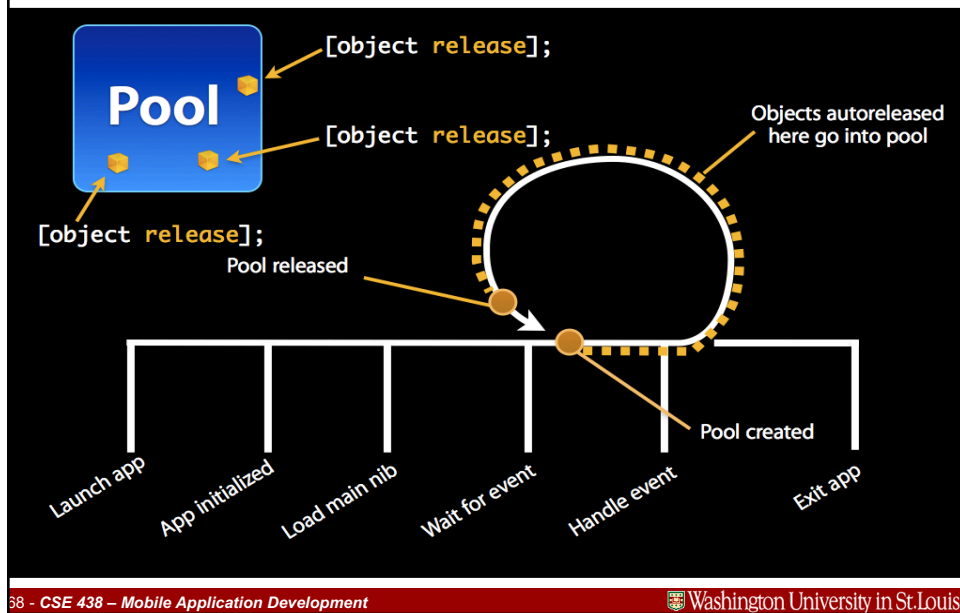 [object release];
Pool
[object release];
Objects autoreleased
here go into pool
[object release];
Pool released
Pool created
Launch app
App initialized
Load main nib
Wait for event
Handle event
Exit app
68 - CSE 438 – Mobile Application Development
Washington University in St.Louis